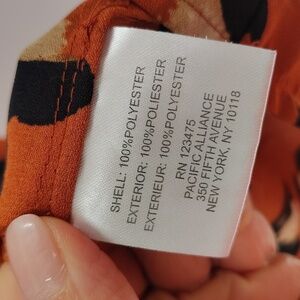 SHELL: 100%POLYESTER
EXTERIOR: 100%POLIESTER
EXTERIEUR: 100%POLYESTER
RN 123475
PACIFIC ALLIANCE
350 FIFTH AVENUE
NEW YORK, NY 10118